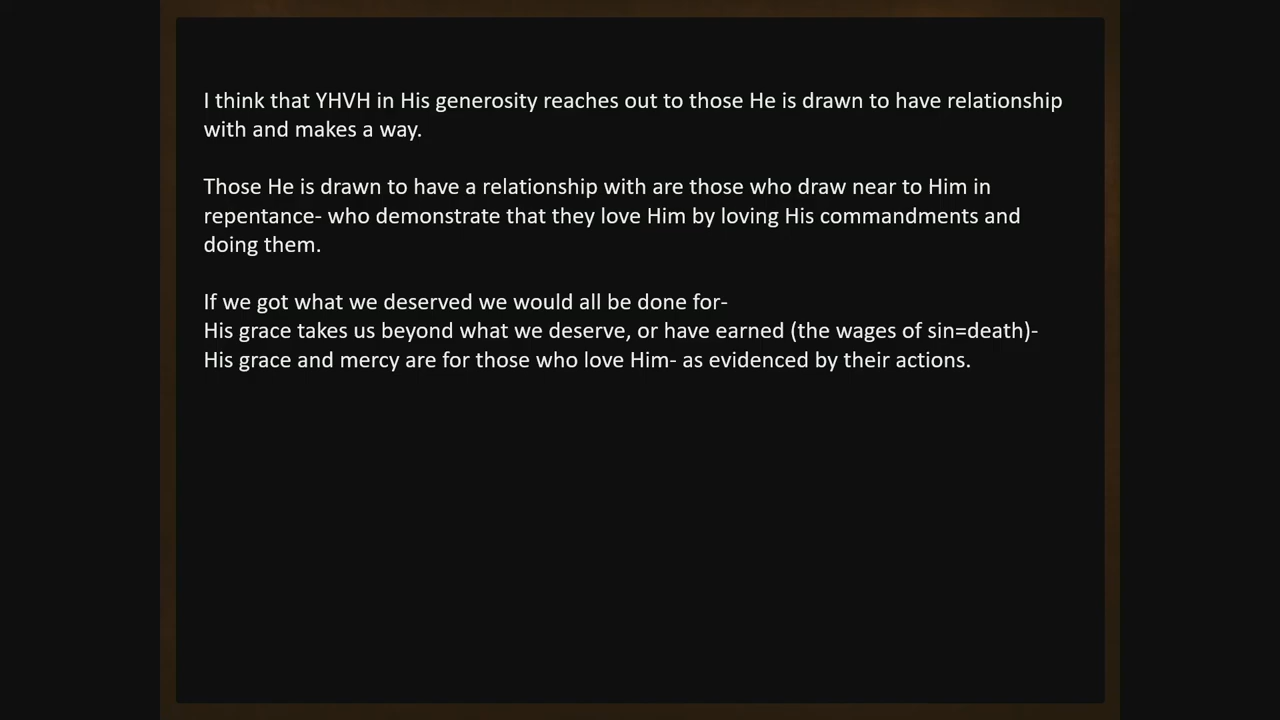 I think that YHVH in His generosity reaches out to those He is drawn to have relationship
with and makes a way.
Those He is drawn to have a relationship with are those who draw near to Him in
repentance- who demonstrate that they love Him by loving His commandments and
doing them.
If we got what we deserved we would all be done for-
His grace takes us beyond what we deserve, or have earned (the wages of sin=death)-
His grace and mercy are for those who love Him- as evidenced by their actions.